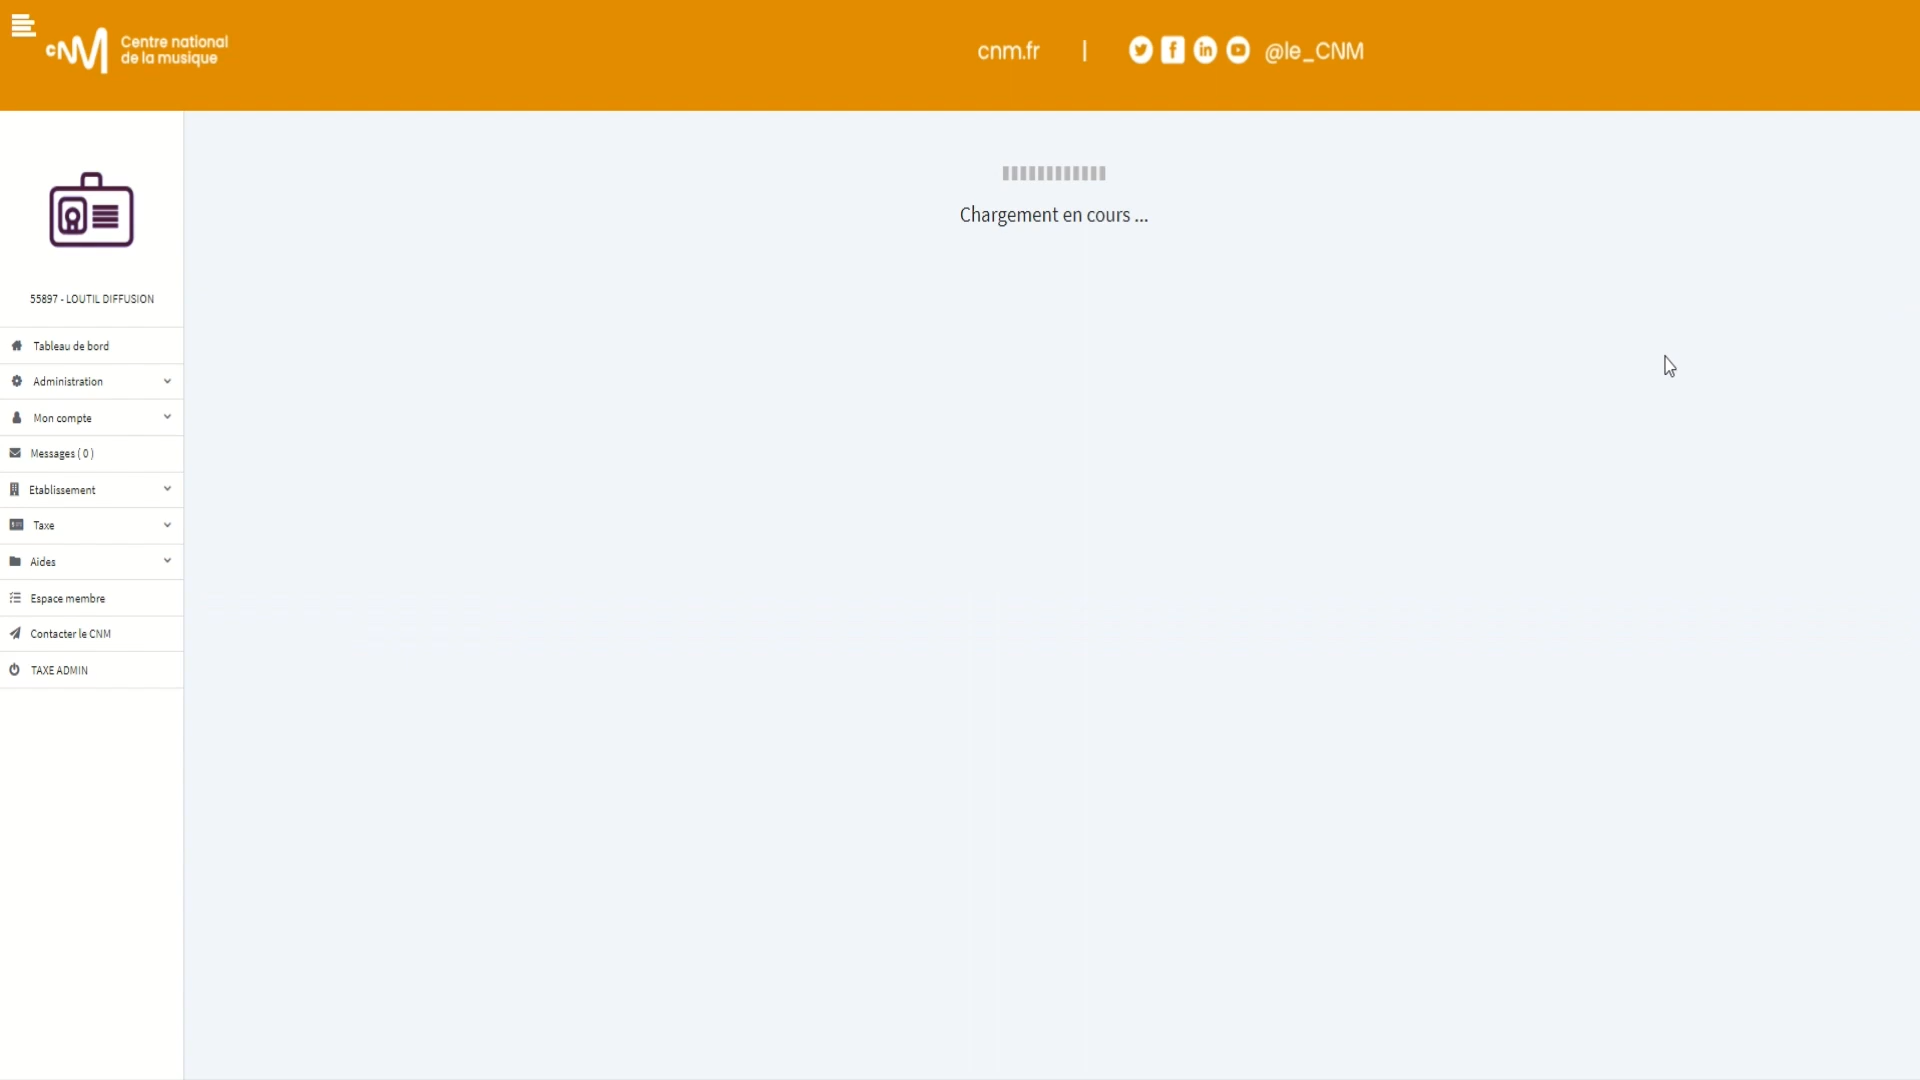 cNM Centre national
de la musique
cnm.fr | @le_CNM
55897 - LOUTIL DIFFUSION
Tableau de bord
Administration
Mon compte
Messages ( 0 )
Etablissement
Taxe
Aides
Espace membre
Contacter le CNM
TAXE ADMIN
Chargement en cours ...